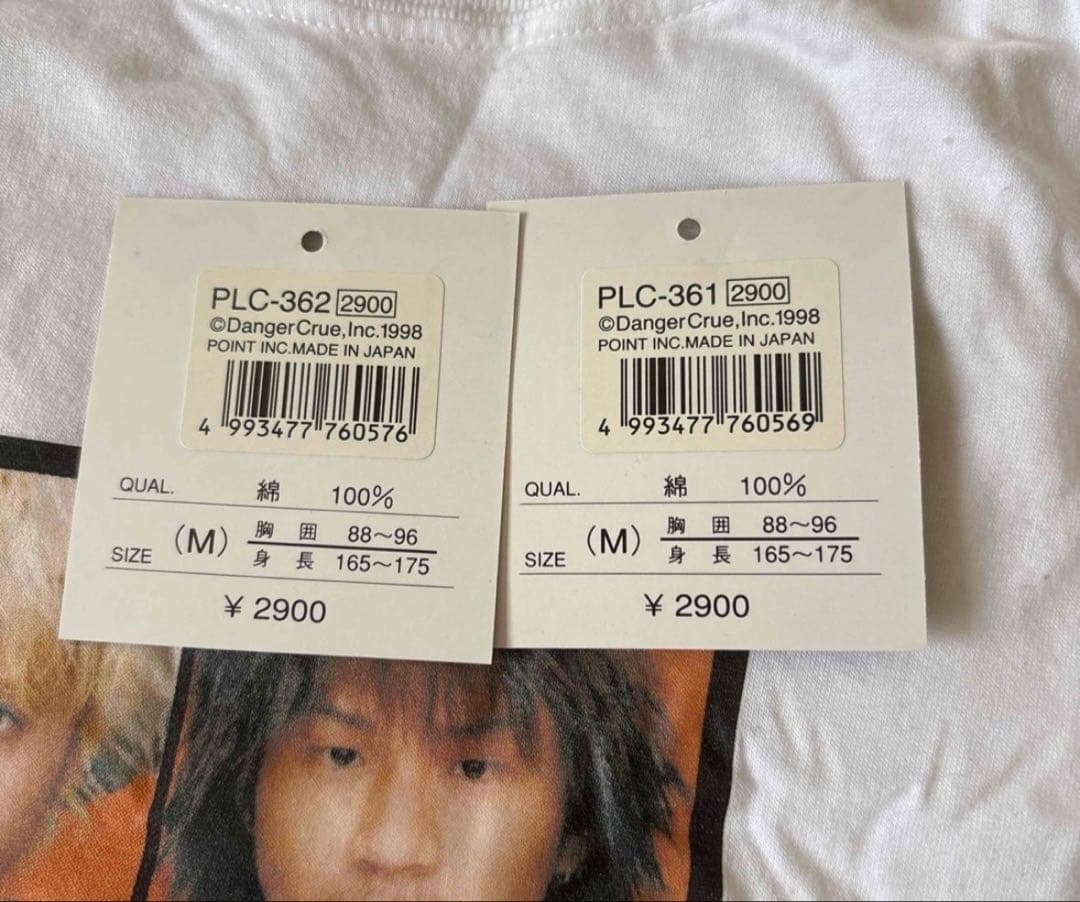 PLC-362 2900
©DangerCrue,Inc.1998
POINT INC.MADE IN JAPAN
4 993477 760576
QUAL. 綿 100%
SIZE (M) 胸 囲 88〜96
身 長 165〜175
¥ 2900
PLC-361 2900
©DangerCrue,Inc.1998
POINT INC.MADE IN JAPAN
4 993477 760569
QUAL. 綿 100%
SIZE (M) 胸 囲 88〜96
身 長 165〜175
¥ 2900